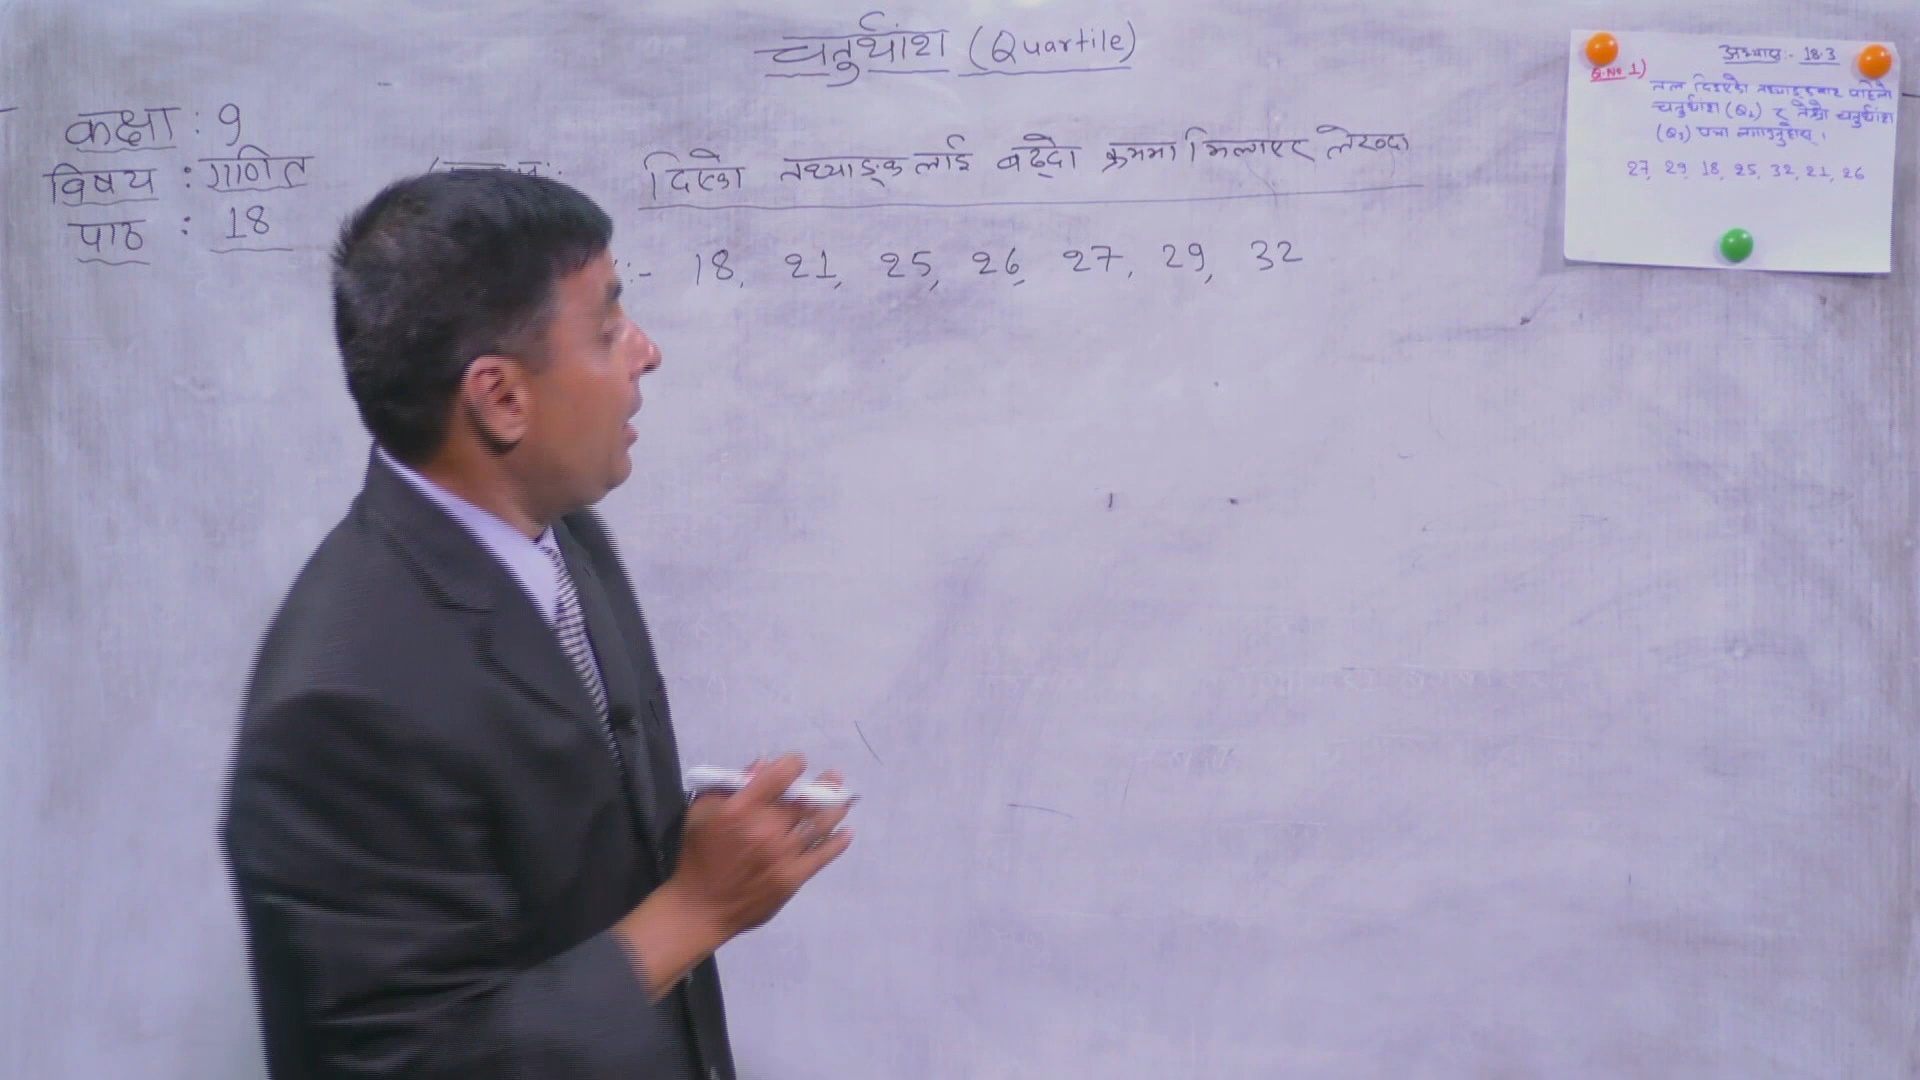 चतुर्थांश (Quartile)
कक्षा : ९
विषय : गणित
पाठ : 18
दिएको तथ्याङ्कलाई बढ्दो क्रममा मिलाएर लेख्दा
:- 18, 21, 25, 26, 27, 29, 32
अभ्यास :- 18.3
Q.No 1)
तल दिइएको तथ्याङ्कबाट पहिलो
चतुर्थांश (Q₁) र तेस्रो चतुर्थांश
(Q₃) पत्ता लगाउनुहोस् ।
27, 29, 18, 25, 32, 21, 26